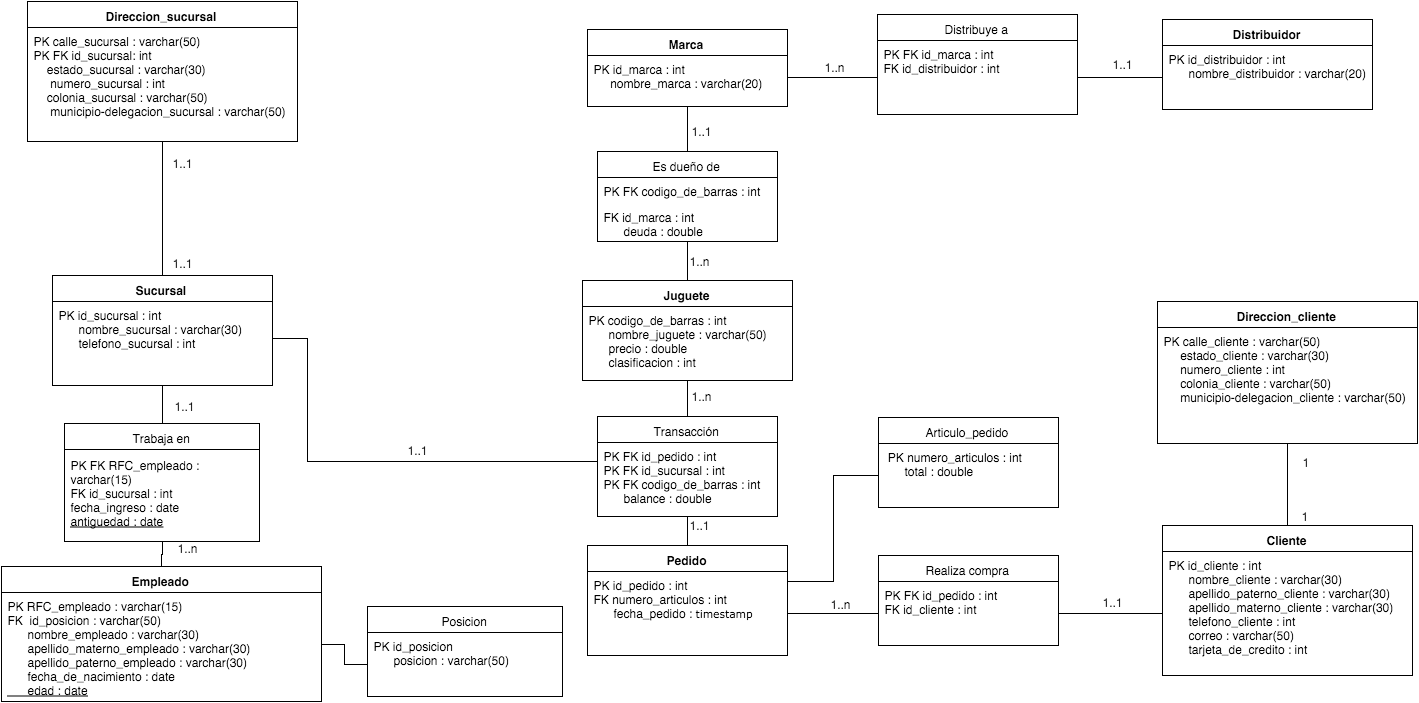 Direccion_sucursal
PK calle_sucursal : varchar(50)
PK FK id_sucursal: int
estado_sucursal : varchar(30)
numero_sucursal : int
colonia_sucursal : varchar(50)
municipio-delegacion_sucursal : varchar(50)
1..1
1..1
Sucursal
PK id_sucursal : int
nombre_sucursal : varchar(30)
telefono_sucursal : int
1..1
Trabaja en
PK FK RFC_empleado :
varchar(15)
FK id_sucursal : int
fecha_ingreso : date
antiguedad : date
1..n
Empleado
PK RFC_empleado : varchar(15)
FK id_posicion : varchar(50)
nombre_empleado : varchar(30)
apellido_materno_empleado : varchar(30)
apellido_paterno_empleado : varchar(30)
fecha_de_nacimiento : date
edad : date
Posicion
PK id_posicion
posicion : varchar(50)
1..1
Marca
PK id_marca : int
nombre_marca : varchar(20)
1..n
Distribuye a
PK FK id_marca : int
FK id_distribuidor : int
1..1
Distribuidor
PK id_distribuidor : int
nombre_distribuidor : varchar(20)
1..1
Es dueño de
PK FK codigo_de_barras : int
FK id_marca : int
deuda : double
1..n
Juguete
PK codigo_de_barras : int
nombre_juguete : varchar(50)
precio : double
clasificacion : int
1..n
Transacción
PK FK id_pedido : int
PK FK id_sucursal : int
PK FK codigo_de_barras : int
balance : double
1..1
Pedido
PK id_pedido : int
FK numero_articulos : int
fecha_pedido : timestamp
Articulo_pedido
PK numero_articulos : int
total : double
1..n
Realiza compra
PK FK id_pedido : int
FK id_cliente : int
1..1
Direccion_cliente
PK calle_cliente : varchar(50)
estado_cliente : varchar(30)
numero_cliente : int
colonia_cliente : varchar(50)
municipio-delegacion_cliente : varchar(50)
1
1
Cliente
PK id_cliente : int
nombre_cliente : varchar(30)
apellido_paterno_cliente : varchar(30)
apellido_materno_cliente : varchar(30)
telefono_cliente : int
correo : varchar(50)
tarjeta_de_credito : int